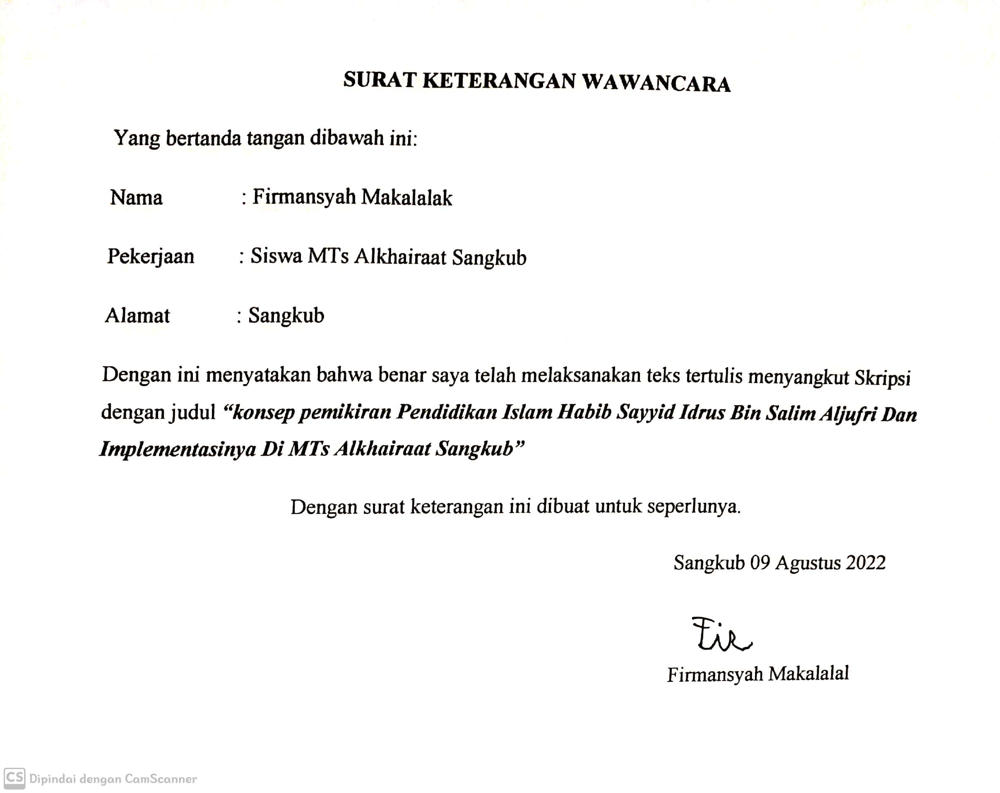 SURAT KETERANGAN WAWANCARA
Yang bertanda tangan dibawah ini:
Nama : Firmansyah Makalalak
Pekerjaan : Siswa MTs Alkhairaat Sangkub
Alamat : Sangkub
Dengan ini menyatakan bahwa benar saya telah melaksanakan teks tertulis menyangkut Skripsi
dengan judul “konsep pemikiran Pendidikan Islam Habib Sayyid Idrus Bin Salim Aljufri Dan
Implementasinya Di MTs Alkhairaat Sangkub”
Dengan surat keterangan ini dibuat untuk seperlunya.
Sangkub 09 Agustus 2022
Fir
Firmansyah Makalalal
CS Dipindai dengan CamScanner